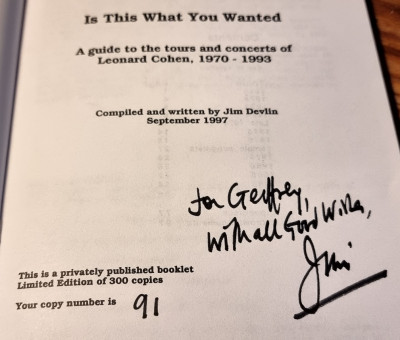 Is This What You Wanted
A guide to the tours and concerts of
Leonard Cohen, 1970 - 1993
Compiled and written by Jim Devlin
September 1997
for Geoffrey,
with all Good Wishes,
Jim
This is a privately published booklet
Limited Edition of 300 copies
Your copy number is 91